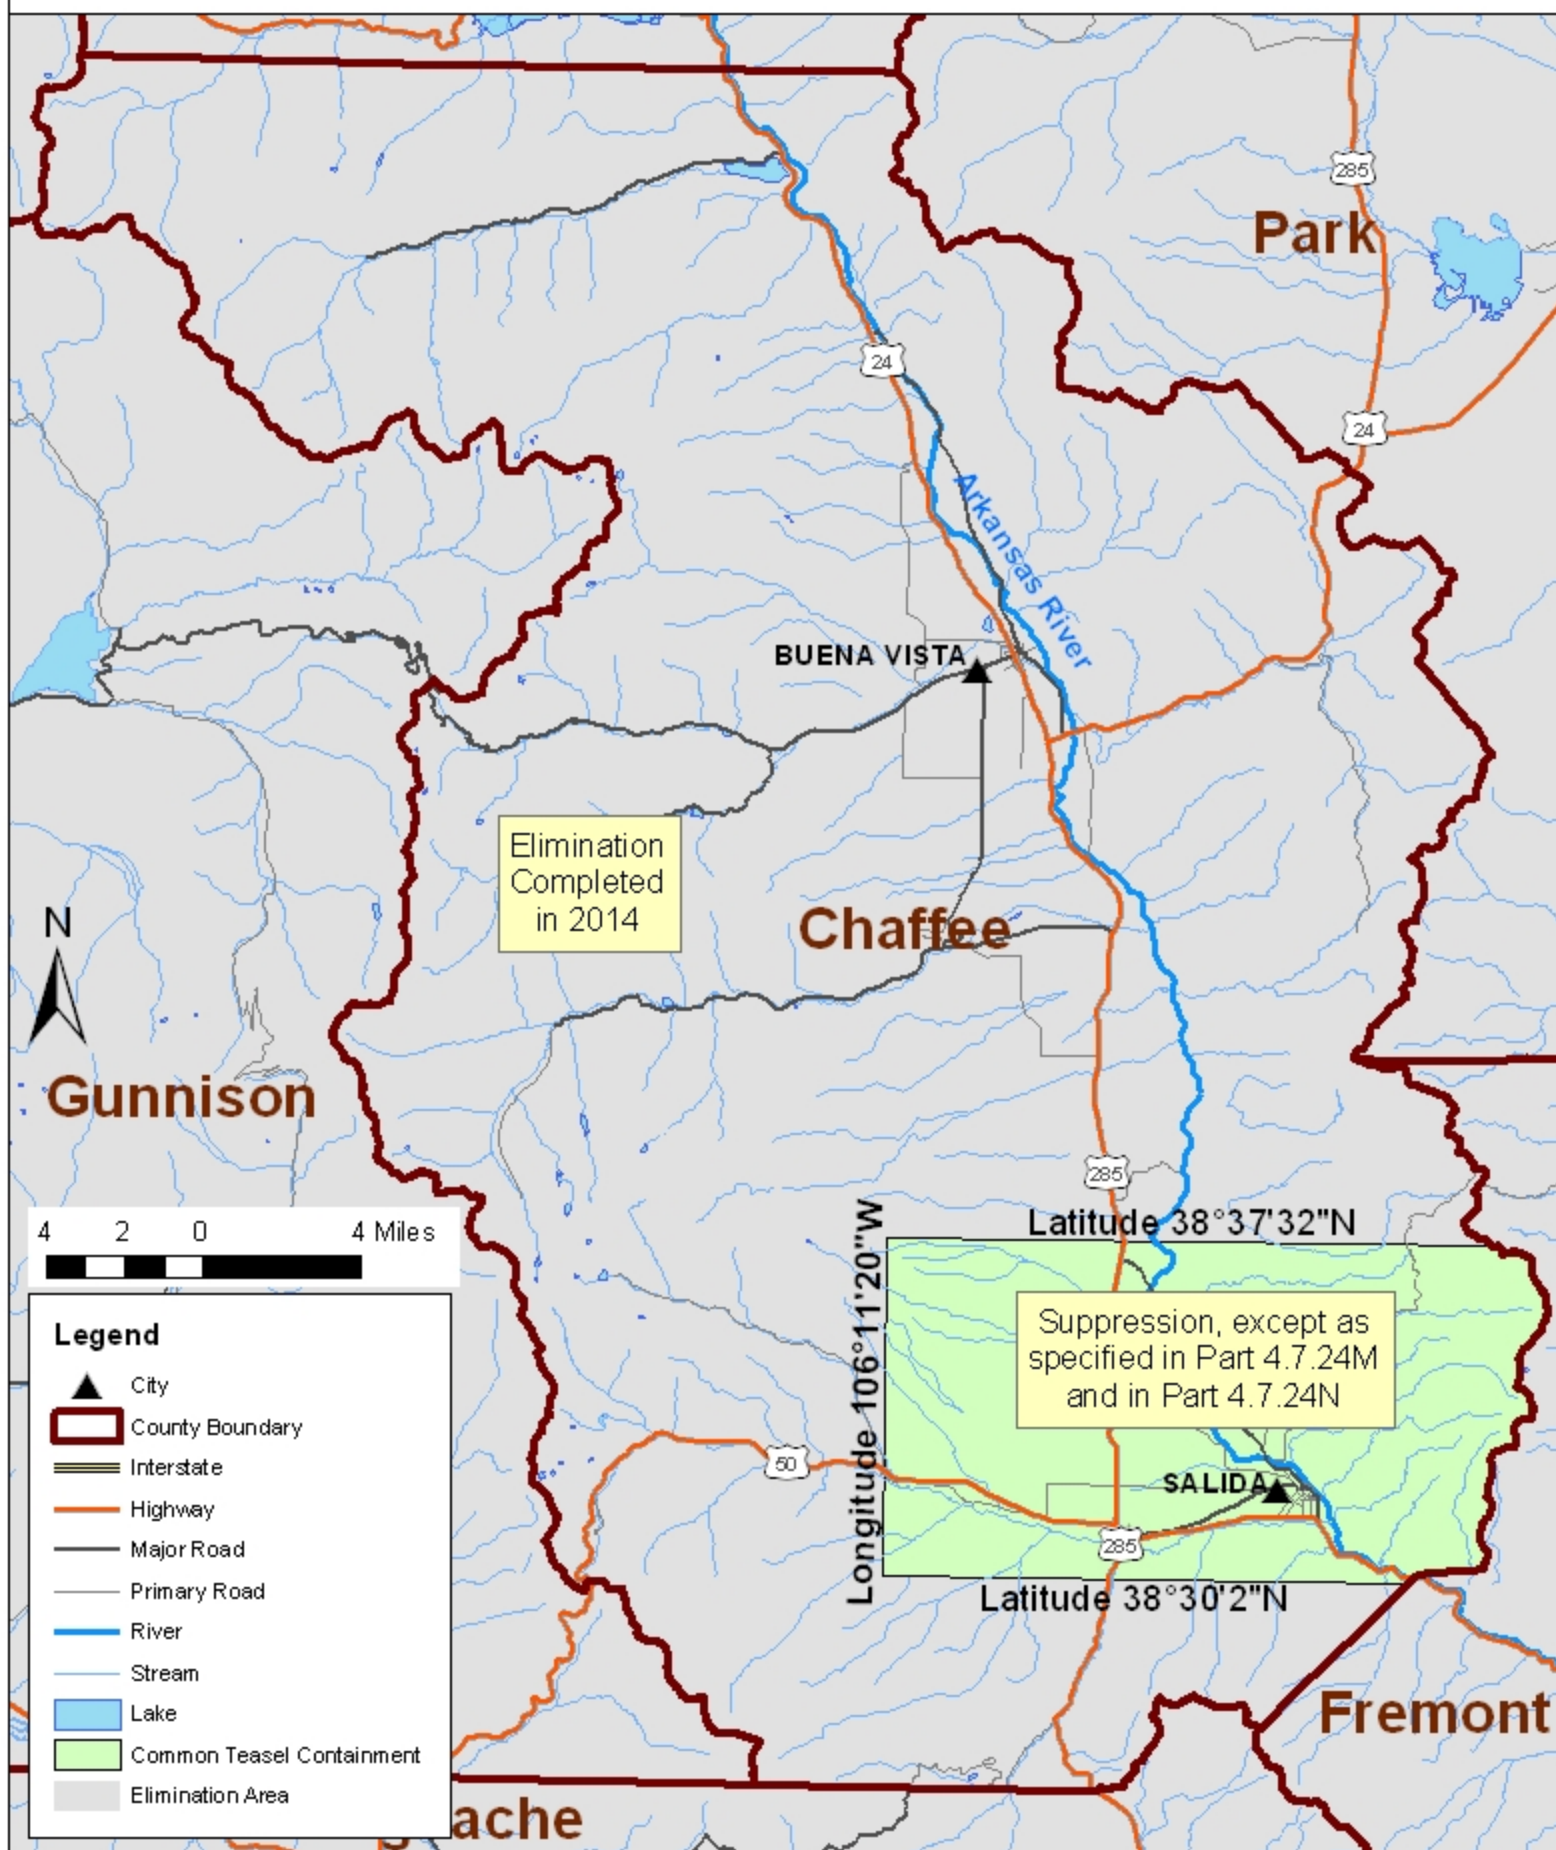 285
Park
24
24
Arkansas River
BUENA VISTA
Elimination
Completed
in 2014
Chaffee
N
Gunnison
285
4 2 0 4 Miles
Latitude 38°37'32"N
Longitude 106°11'20"W
Suppression, except as
specified in Part 4.7.24M
and in Part 4.7.24N
50
SALIDA
285
Latitude 38°30'2"N
Fremont
Legend
City
County Boundary
Interstate
Highway
Major Road
Primary Road
River
Stream
Lake
Common Teasel Containment
Elimination Area
ache